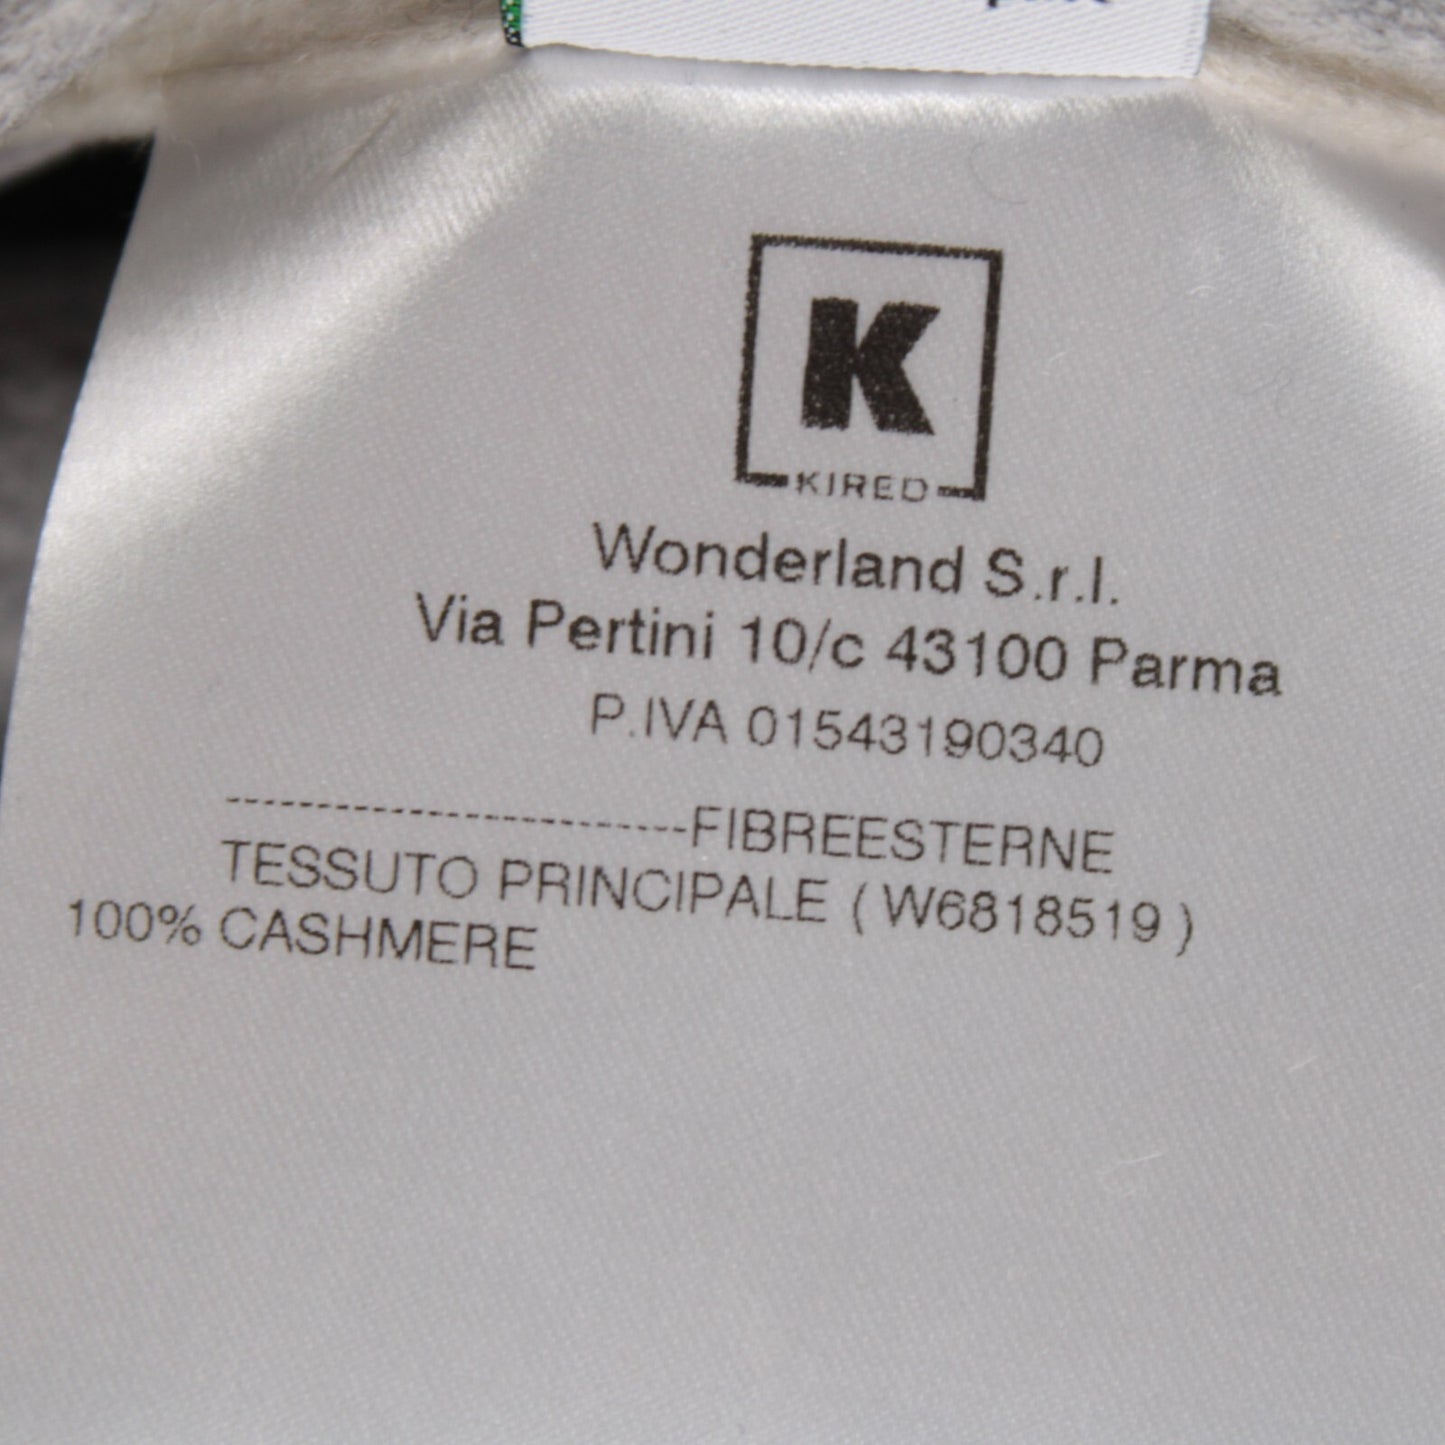 K
KIRED
Wonderland S.r.l.
Via Pertini 10/c 43100 Parma
P.IVA 01543190340
-------------------------FIBREESTERNE
TESSUTO PRINCIPALE ( W6818519 )
100% CASHMERE